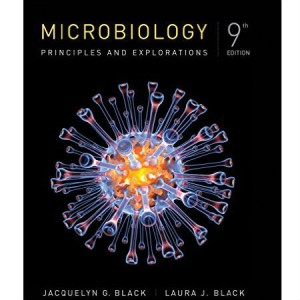 MICROBIOLOGY
PRINCIPLES AND EXPLORATIONS
9th
EDITION
JACQUELYN G. BLACK | LAURA J. BLACK